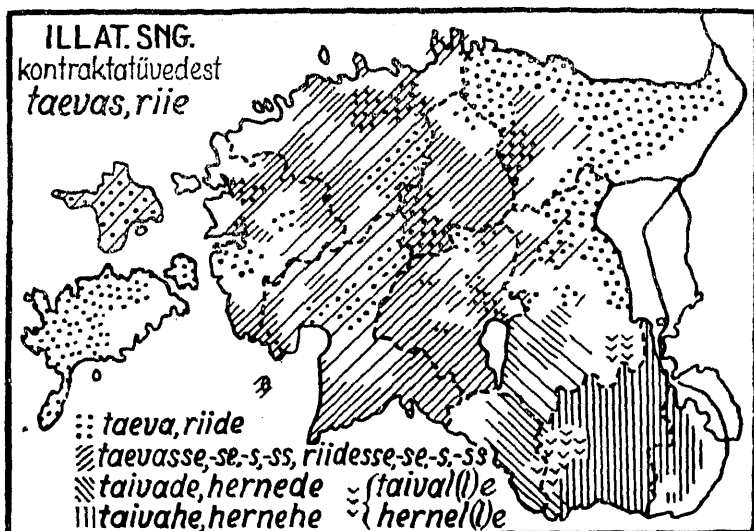 ILLAT. SNG.
kontraktatüvedest
taevas, riie
taeva, riide
taevasse,-se,-s,-ss, riidesse-se,-s,-ss
taivade, hernede
taival(l)e
taivahe, hernehe
hernel(l)e